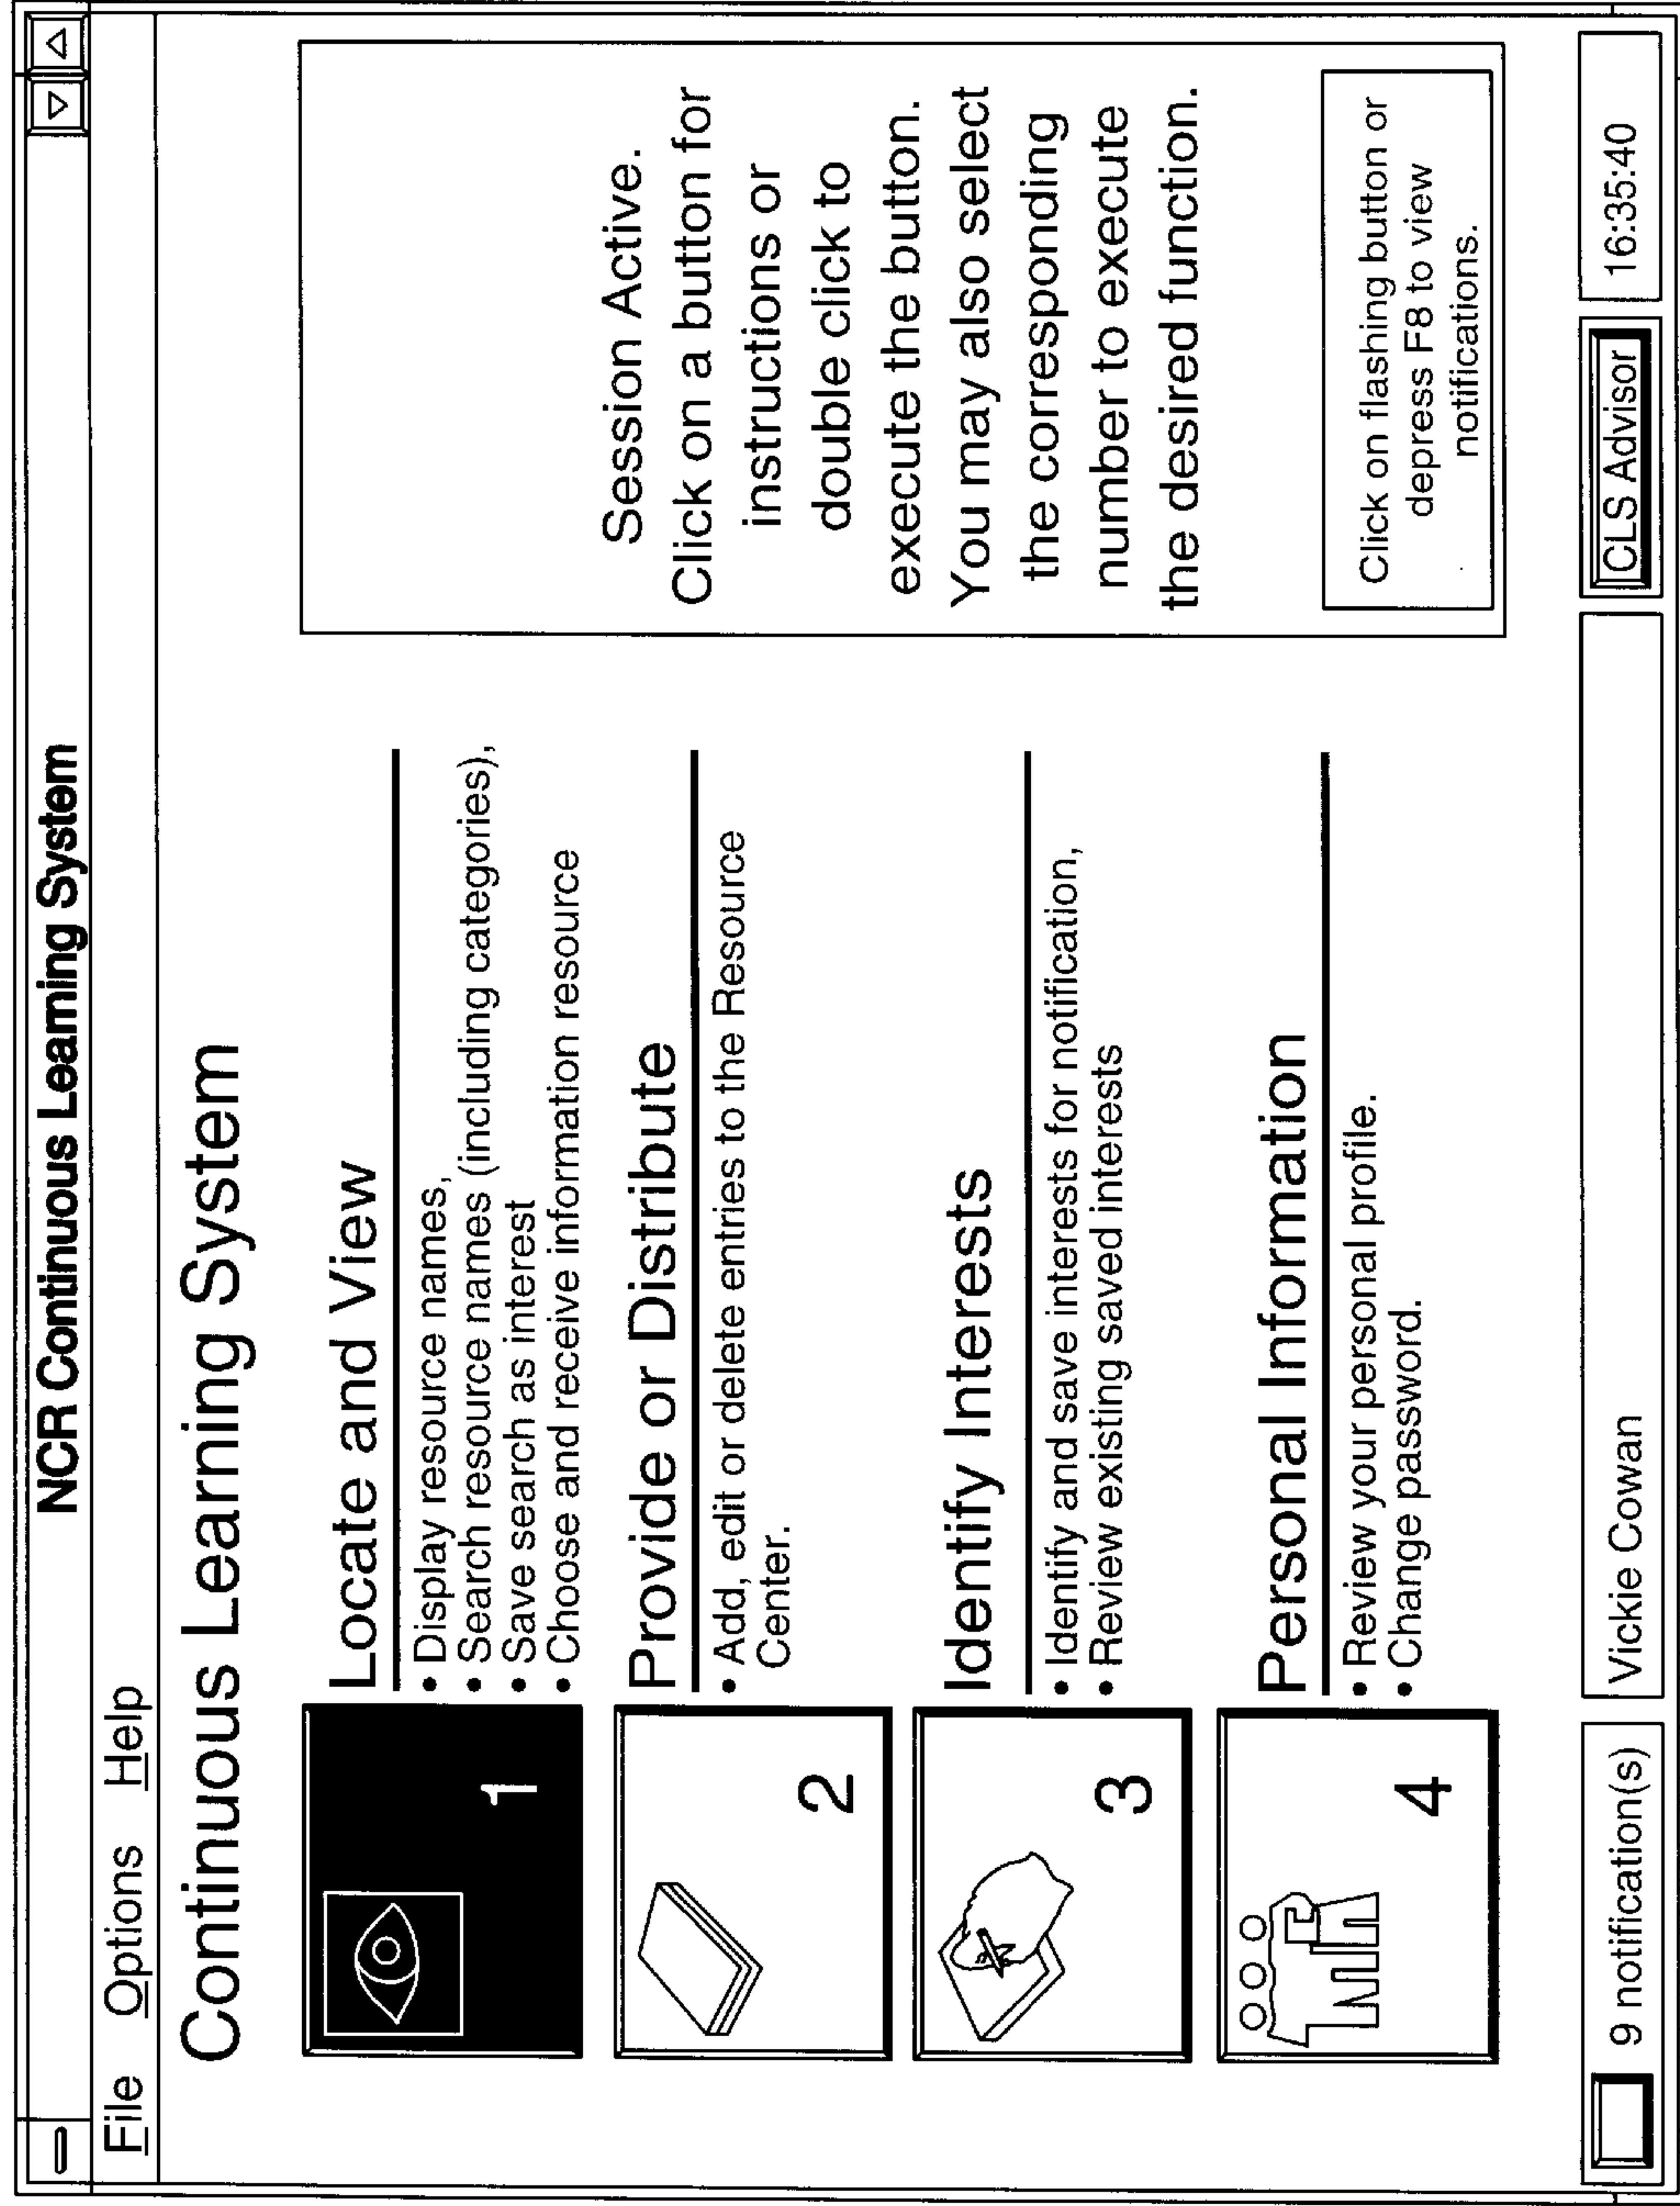 NCR Continuous Learning System
File Options Help
Continuous Learning System
1
Locate and View
• Display resource names,
• Search resource names (including categories),
• Save search as interest
• Choose and receive information resource
2
Provide or Distribute
• Add, edit or delete entries to the Resource
Center.
3
Identify Interests
• Identify and save interests for notification,
• Review existing saved interests
4
Personal Information
• Review your personal profile.
• Change password.
Session Active.
Click on a button for
instructions or
double click to
execute the button.
You may also select
the corresponding
number to execute
the desired function.
Click on flashing button or
depress F8 to view
notifications.
9 notification(s)
Vickie Cowan
CLS Advisor
16:35:40